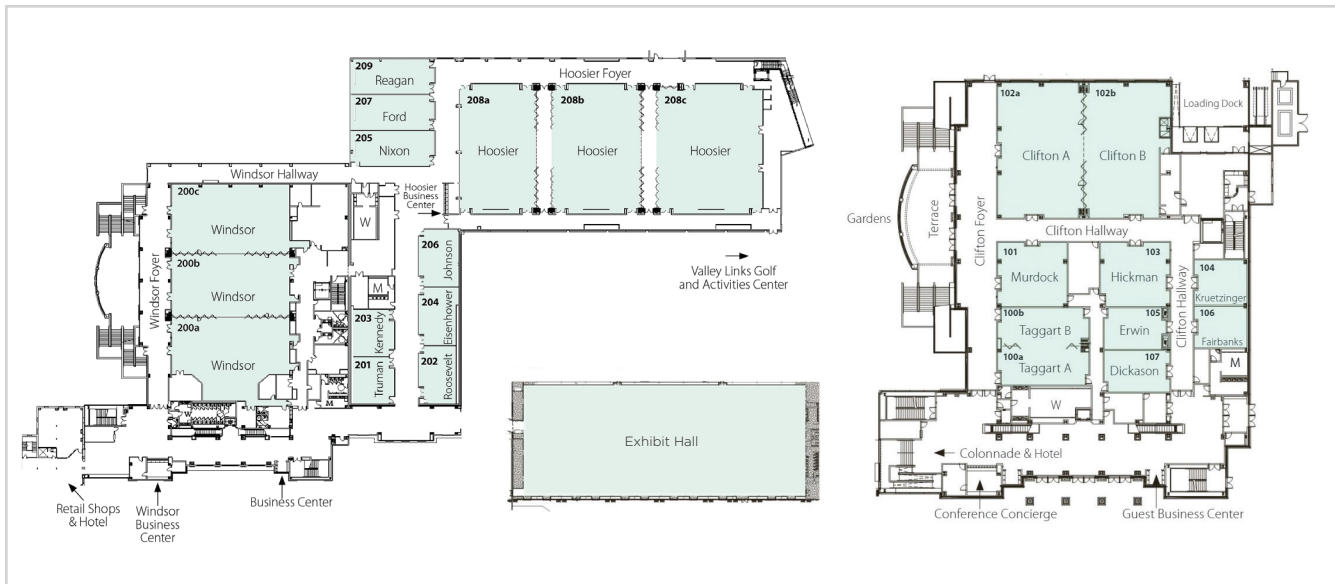 209
Reagan
207
Ford
205
Nixon
Hoosier Foyer
208a
Hoosier
208b
Hoosier
208c
Hoosier
Windsor Hallway
Hoosier
Business
Center
200c
Windsor
200b
Windsor
200a
Windsor
Windsor Foyer
W
M
W
M
206
Johnson
204
Eisenhower
202
Roosevelt
203
Kennedy
201
Truman
Valley Links Golf
and Activities Center
Exhibit Hall
Retail Shops
& Hotel
Windsor
Business
Center
Business Center
102a
Clifton A
102b
Clifton B
Loading Dock
Gardens
Terrace
Clifton Foyer
Clifton Hallway
101
Murdock
103
Hickman
Clifton Hallway
104
Kruetzinger
106
Fairbanks
100b
Taggart B
100a
Taggart A
105
Erwin
107
Dickason
M
W
Colonnade & Hotel
Conference Concierge
Guest Business Center